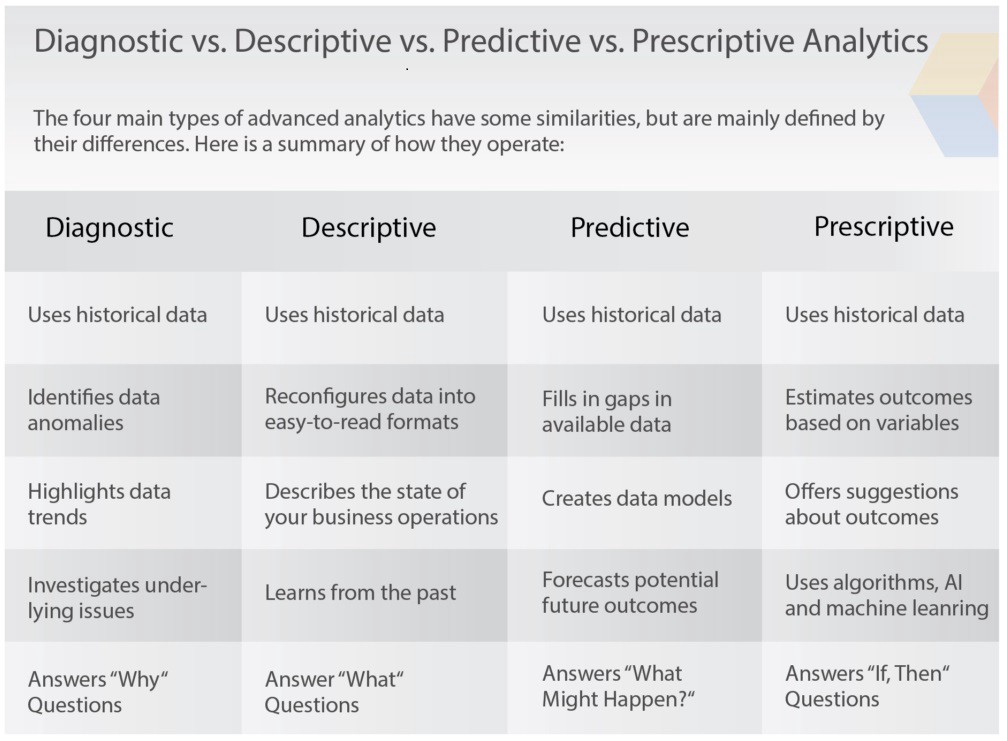 Diagnostic vs. Descriptive vs. Predictive vs. Prescriptive Analytics
The four main types of advanced analytics have some similarities, but are mainly defined by
their differences. Here is a summary of how they operate:
Diagnostic
Descriptive
Predictive
Prescriptive
Uses historical data
Uses historical data
Uses historical data
Uses historical data
Identifies data
anomalies
Reconfigures data into
easy-to-read formats
Fills in gaps in
available data
Estimates outcomes
based on variables
Highlights data
trends
Describes the state of
your business operations
Creates data models
Offers suggestions
about outcomes
Investigates under-
lying issues
Learns from the past
Forecasts potential
future outcomes
Uses algorithms, AI
and machine leanring
Answers “Why“
Questions
Answer “What“
Questions
Answers “What
Might Happen?“
Answers “If, Then“
Questions